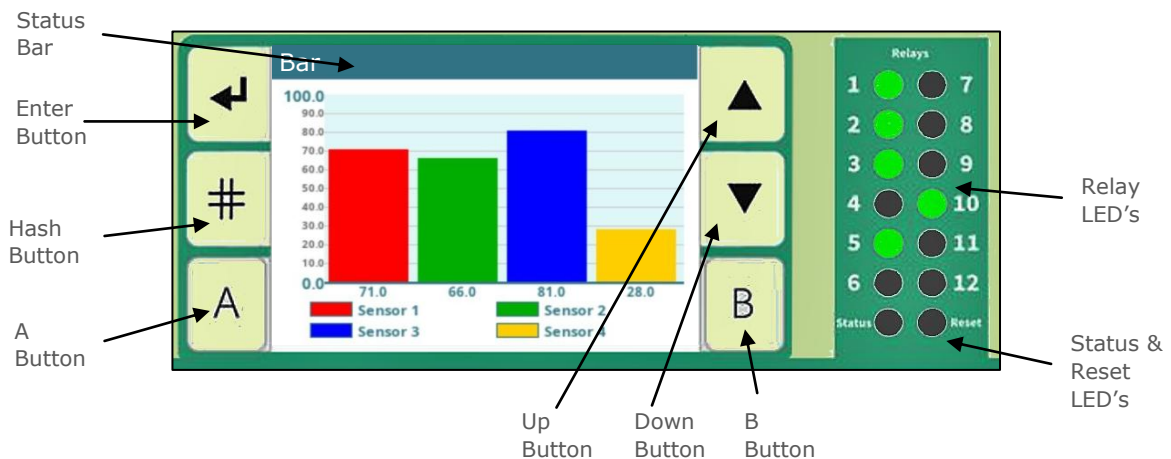 Status
Bar
Enter
Button
Hash
Button
A
Button
Bar
100.0
90.0
80.0
70.0
60.0
50.0
40.0
30.0
20.0
10.0
0.0
71.0 66.0 81.0 28.0
Sensor 1 Sensor 2
Sensor 3 Sensor 4
#
A
B
Relays
1 7
2 8
3 9
4 10
5 11
6 12
Status Reset
Relay
LED's
Status &
Reset
LED's
Up
Button
Down
Button
B
Button